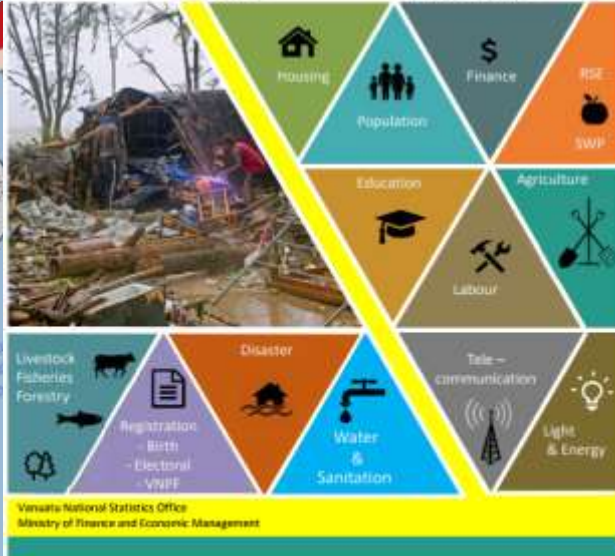 Housing
Population
$
Finance
RSE
SWP
Education
Labour
Agriculture
Livestock
Fisheries
Forestry
Registration
- Birth
- Electoral
- VNPF
Disaster
Water
&
Sanitation
Tele –
communication
Light
& Energy
Vanuatu National Statistics Office
Ministry of Finance and Economic Management